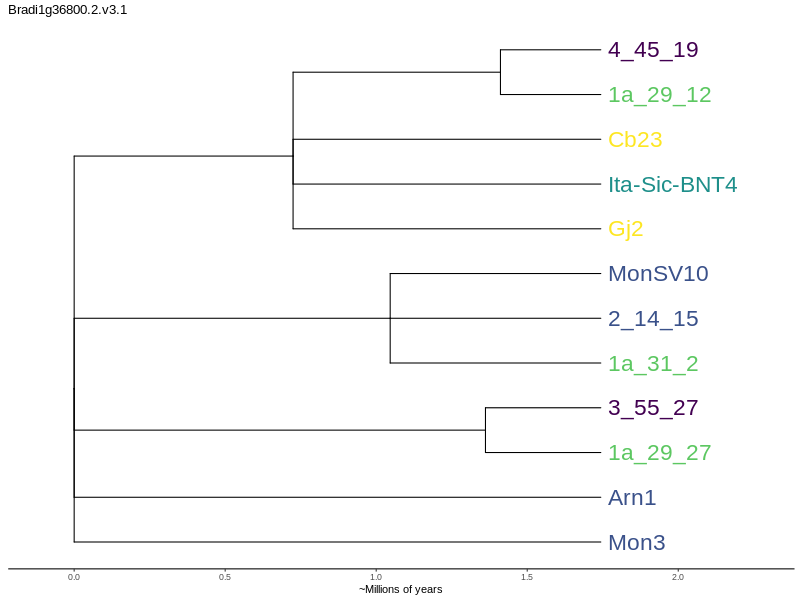 Bradi1g36800.2.v3.1
4_45_19
1a_29_12
Cb23
Ita-Sic-BNT4
Gj2
MonSV10
2_14_15
1a_31_2
3_55_27
1a_29_27
Arn1
Mon3
0.0 0.5 1.0 1.5 2.0
~Millions of years